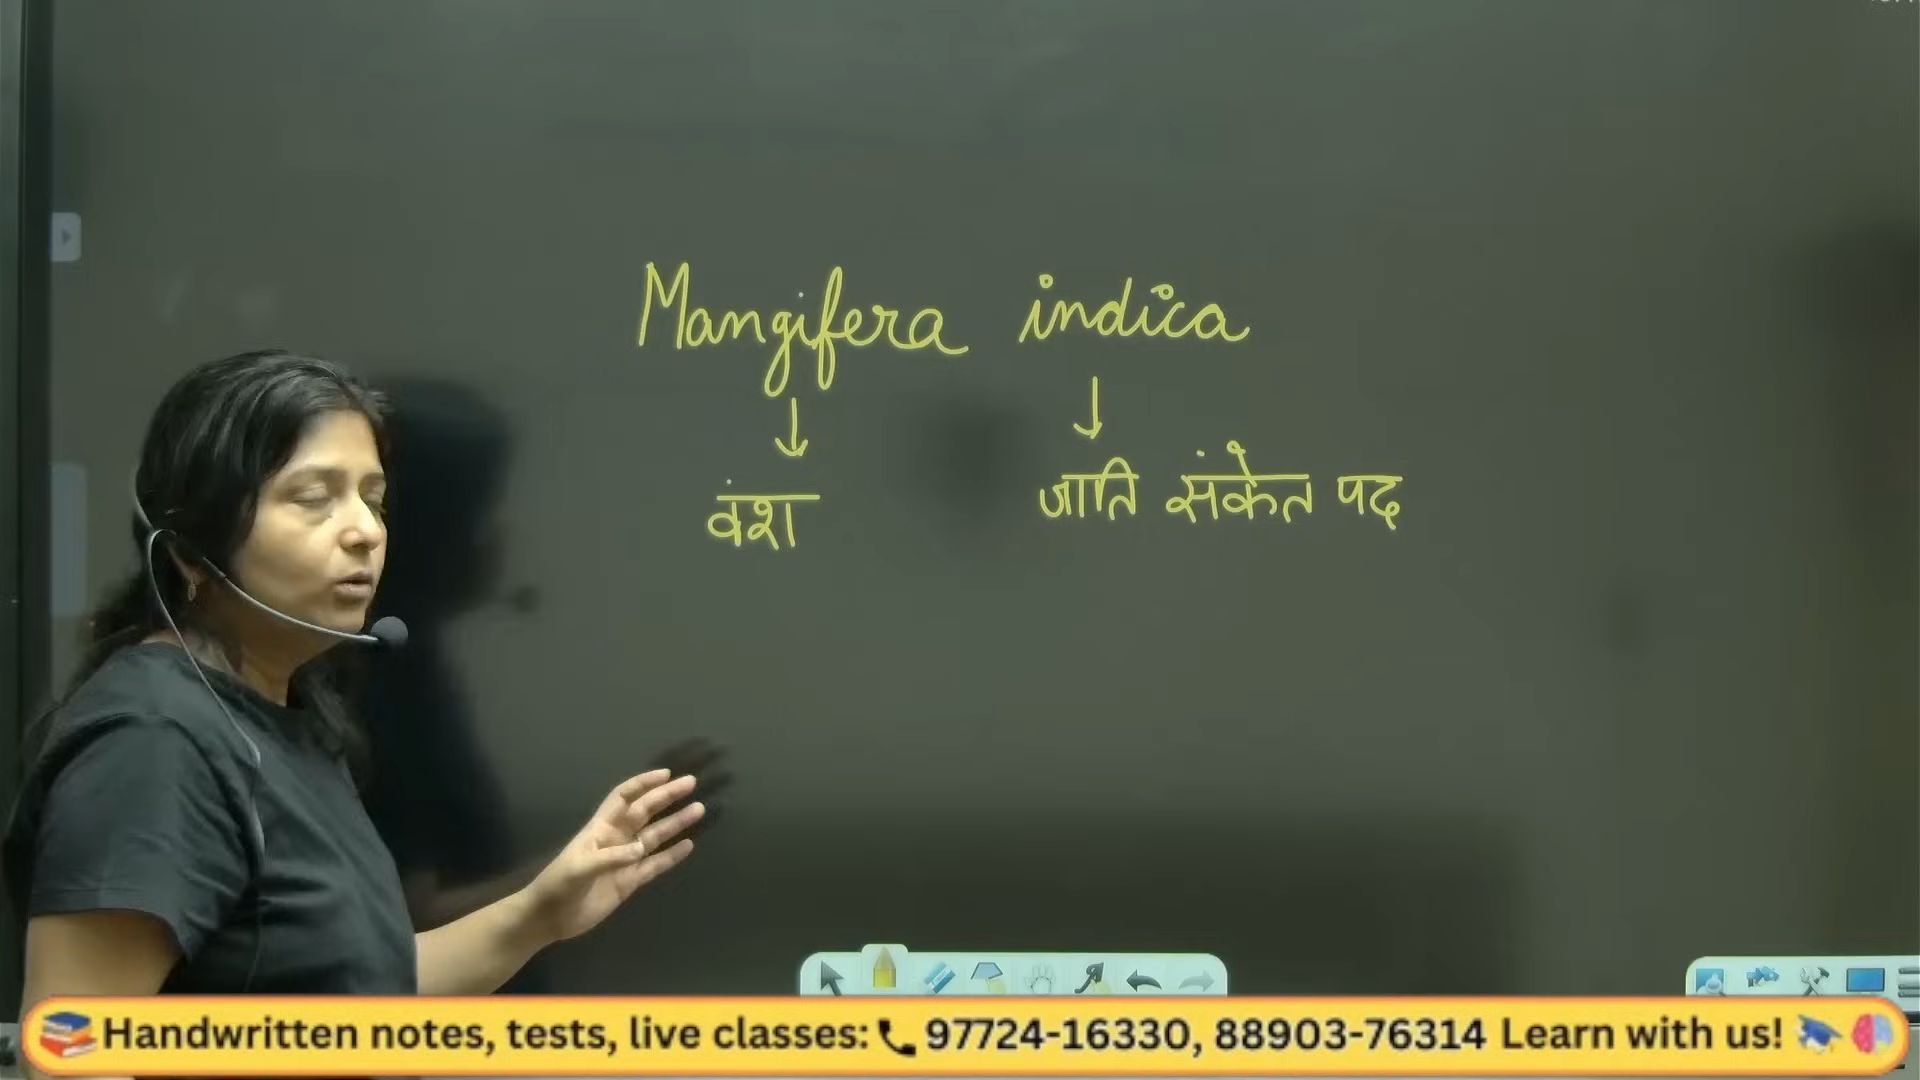 Mangifera indica
वंश जाति संकेत पद
Handwritten notes, tests, live classes: 97724-16330, 88903-76314 Learn with us!